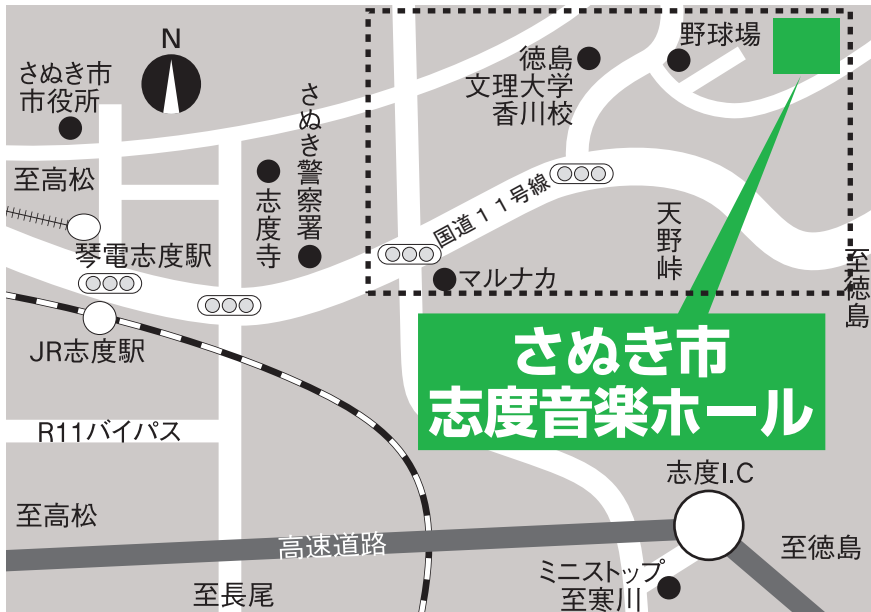 N
さぬき市
市役所
至高松
琴電志度駅
JR志度駅
志度寺
さぬき警察署
徳島
文理大学
香川校
野球場
国道11号線
天野峠
至徳島
マルナカ
さぬき市
志度音楽ホール
R11バイパス
至高松
高速道路
志度I.C
至徳島
ミニストップ
至寒川
至長尾